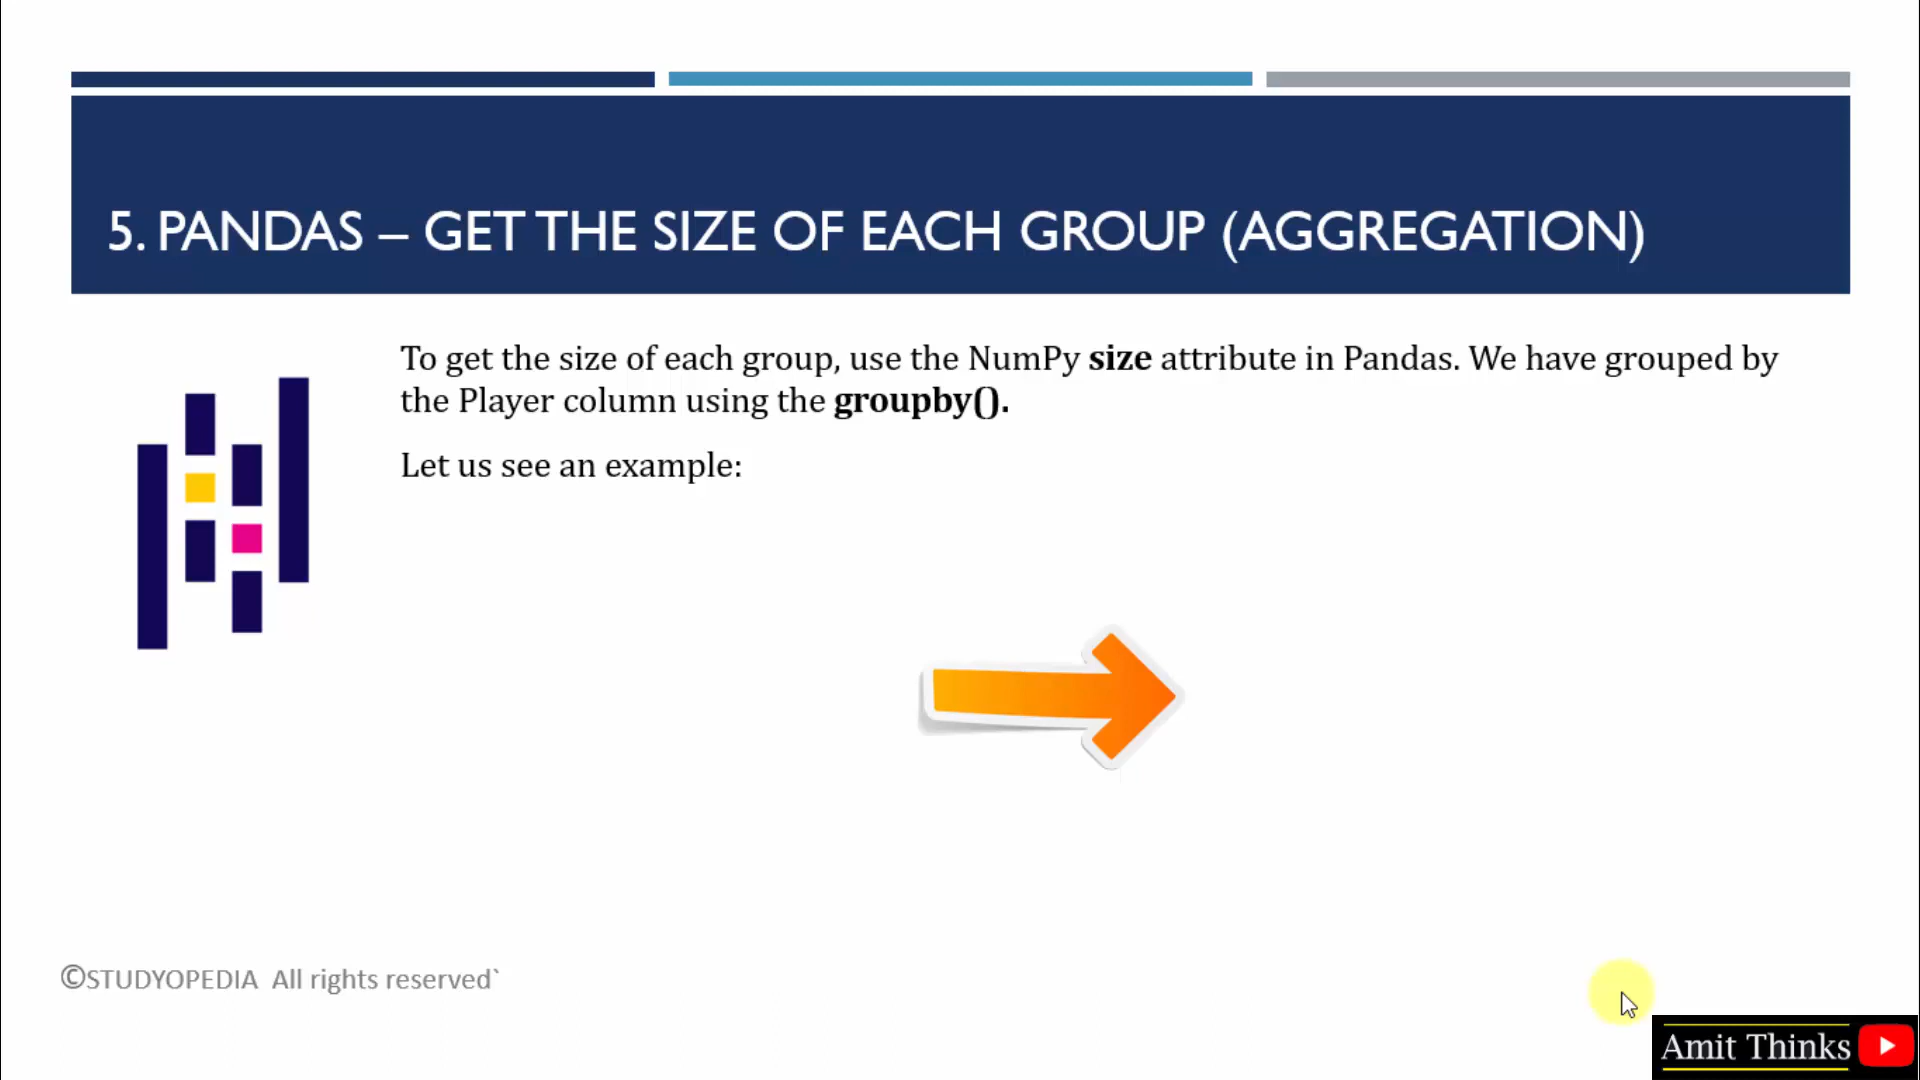 5. PANDAS – GET THE SIZE OF EACH GROUP (AGGREGATION)
To get the size of each group, use the NumPy size attribute in Pandas. We have grouped by
the Player column using the groupby().
Let us see an example:
©STUDYOPEDIA All rights reserved`
Amit Thinks